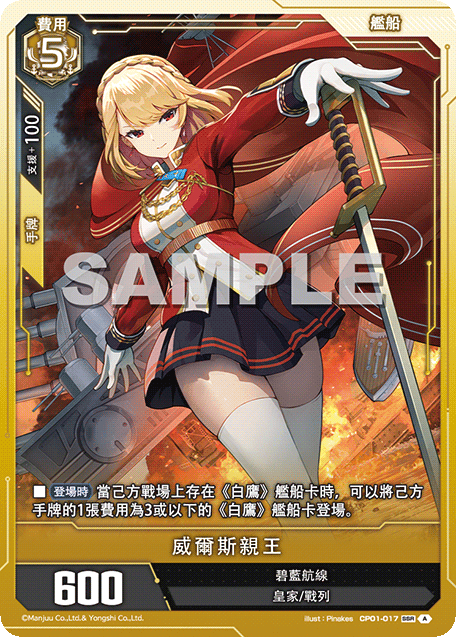 費用
5
艦船
支援+100
手牌
SAMPLE
■ 登場時 當己方戰場上存在《白鷹》艦船卡時，可以將己方
手牌的1張費用為3或以下的《白鷹》艦船卡登場。
威爾斯親王
600
碧藍航線
皇家/戰列
©Manjuu Co.,Ltd.& Yongshi Co.,Ltd.
illust : Pinakes CP01-017 SSR A